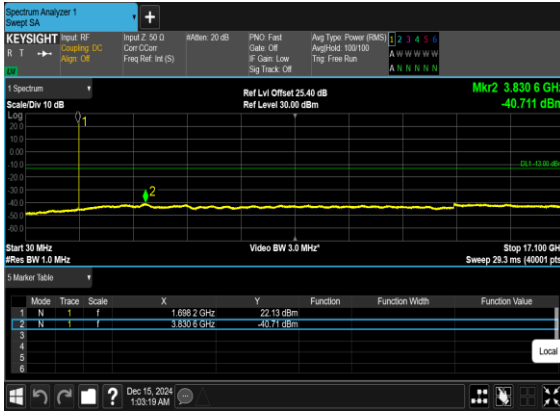 Spectrum Analyzer 1
Swept SA
+
KEYSIGHT Input: RF Input Z: 50 Ω #Atten: 20 dB PNO: Fast Avg Type: Power (RMS) 1 2 3 4 5 6
R T Coupling: DC Corr CCorr Gate: Off Avg|Hold: 100/100 A W W W W W
Align: Off Freq Ref: Int (S) IF Gain: Low Trig: Free Run
Sig Track: Off A N N N N N
1 Spectrum
Ref Lvl Offset 25.40 dB Mkr2 3.830 6 GHz
Scale/Div 10 dB Ref Level 30.00 dBm -40.711 dBm
Log
20.0
10.0
0.00
-10.0
-20.0
-30.0
-40.0
-50.0
-60.0
1
DL1 -13.00 dBm
2
Start 30 MHz Video BW 3.0 MHz* Stop 17.100 GHz
#Res BW 1.0 MHz Sweep 29.3 ms (40001 pts)
5 Marker Table
Mode Trace Scale X Y Function Function Width Function Value
1 N 1 f 1.698 2 GHz 22.13 dBm
2 N 1 f 3.830 6 GHz -40.71 dBm
3
4
5
6
Local
? Dec 15, 2024
1:03:19 AM